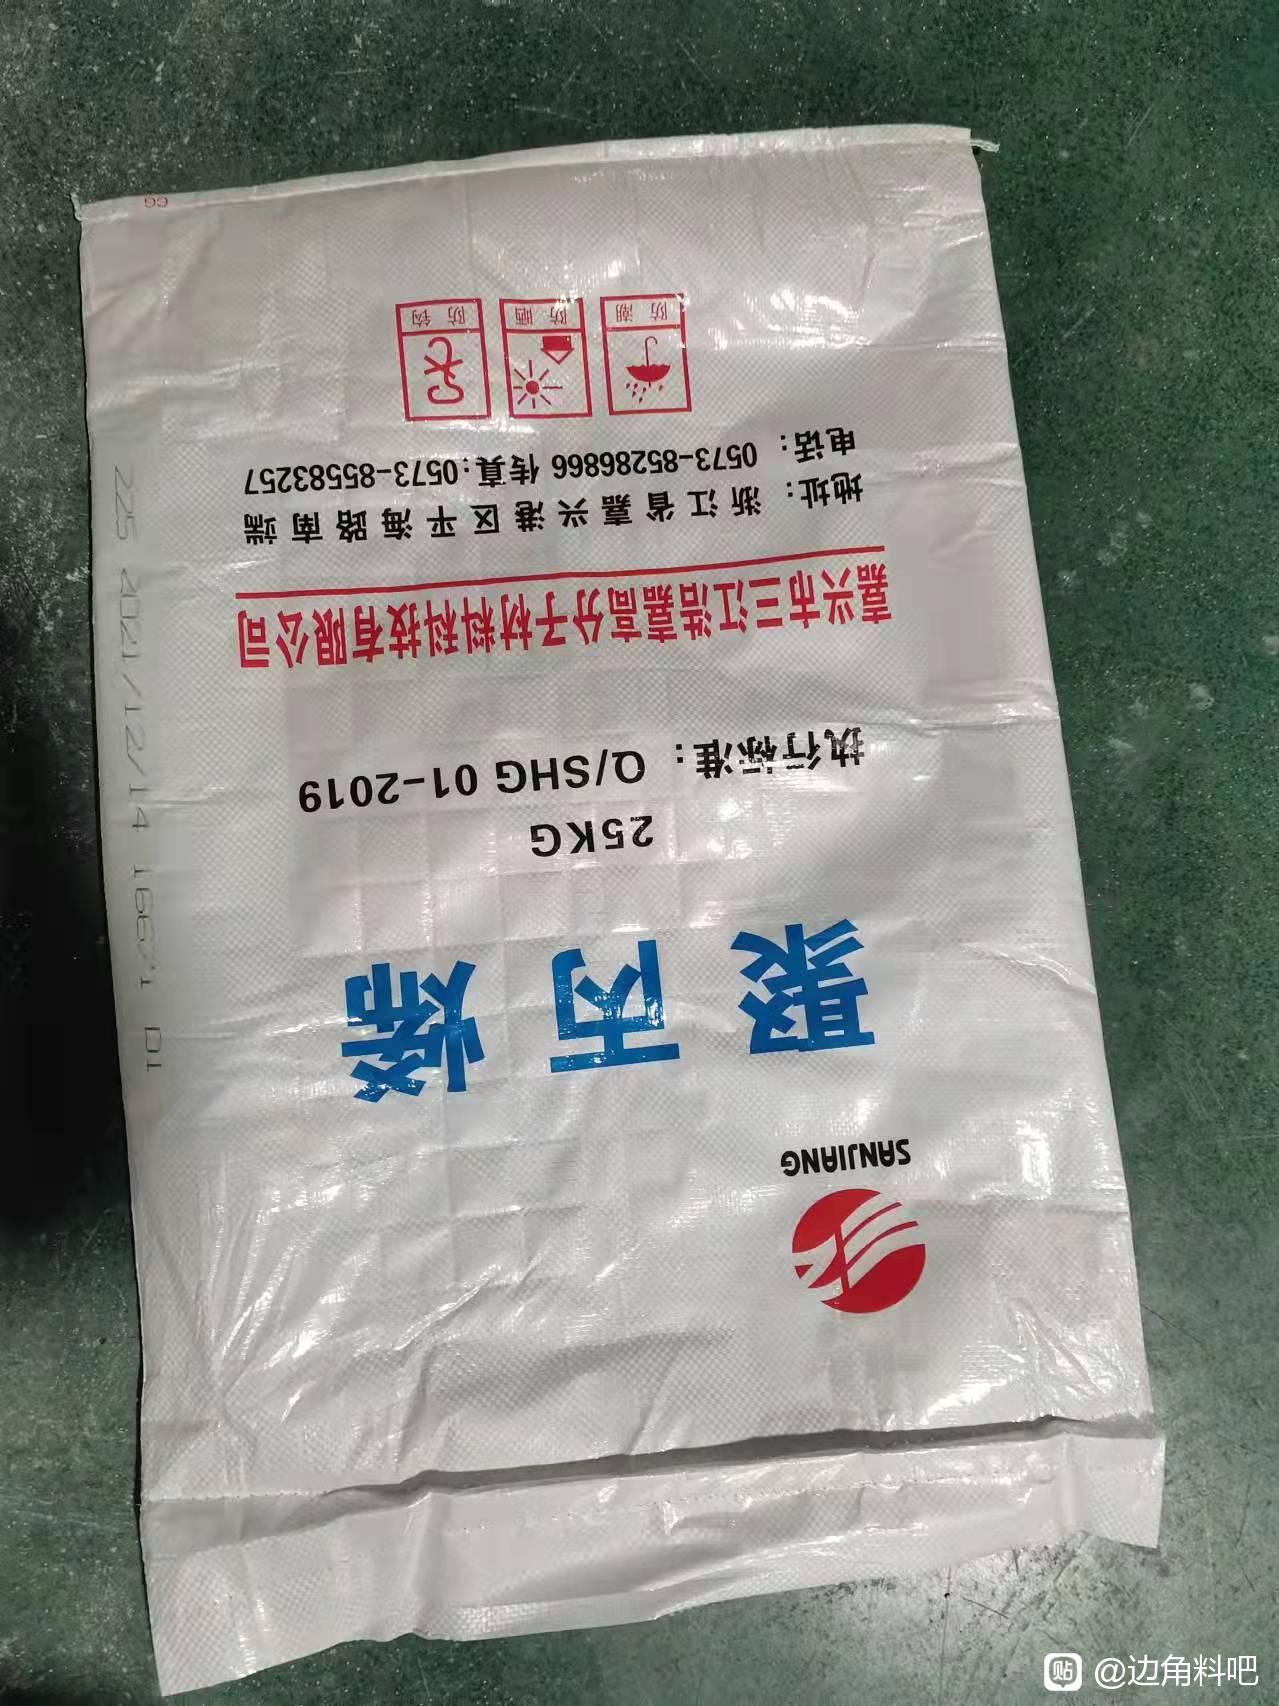 SANJIANG
聚丙烯
25KG
执行标准：Q/SHG 01-2019
嘉兴市三江浩嘉高分子材料科技有限公司
地址：浙江省嘉兴港区平海路南端
电话：0573-85286866 传真：0573-85583257
防潮
防晒
防钩
CG
2021/12/14
@边角料吧